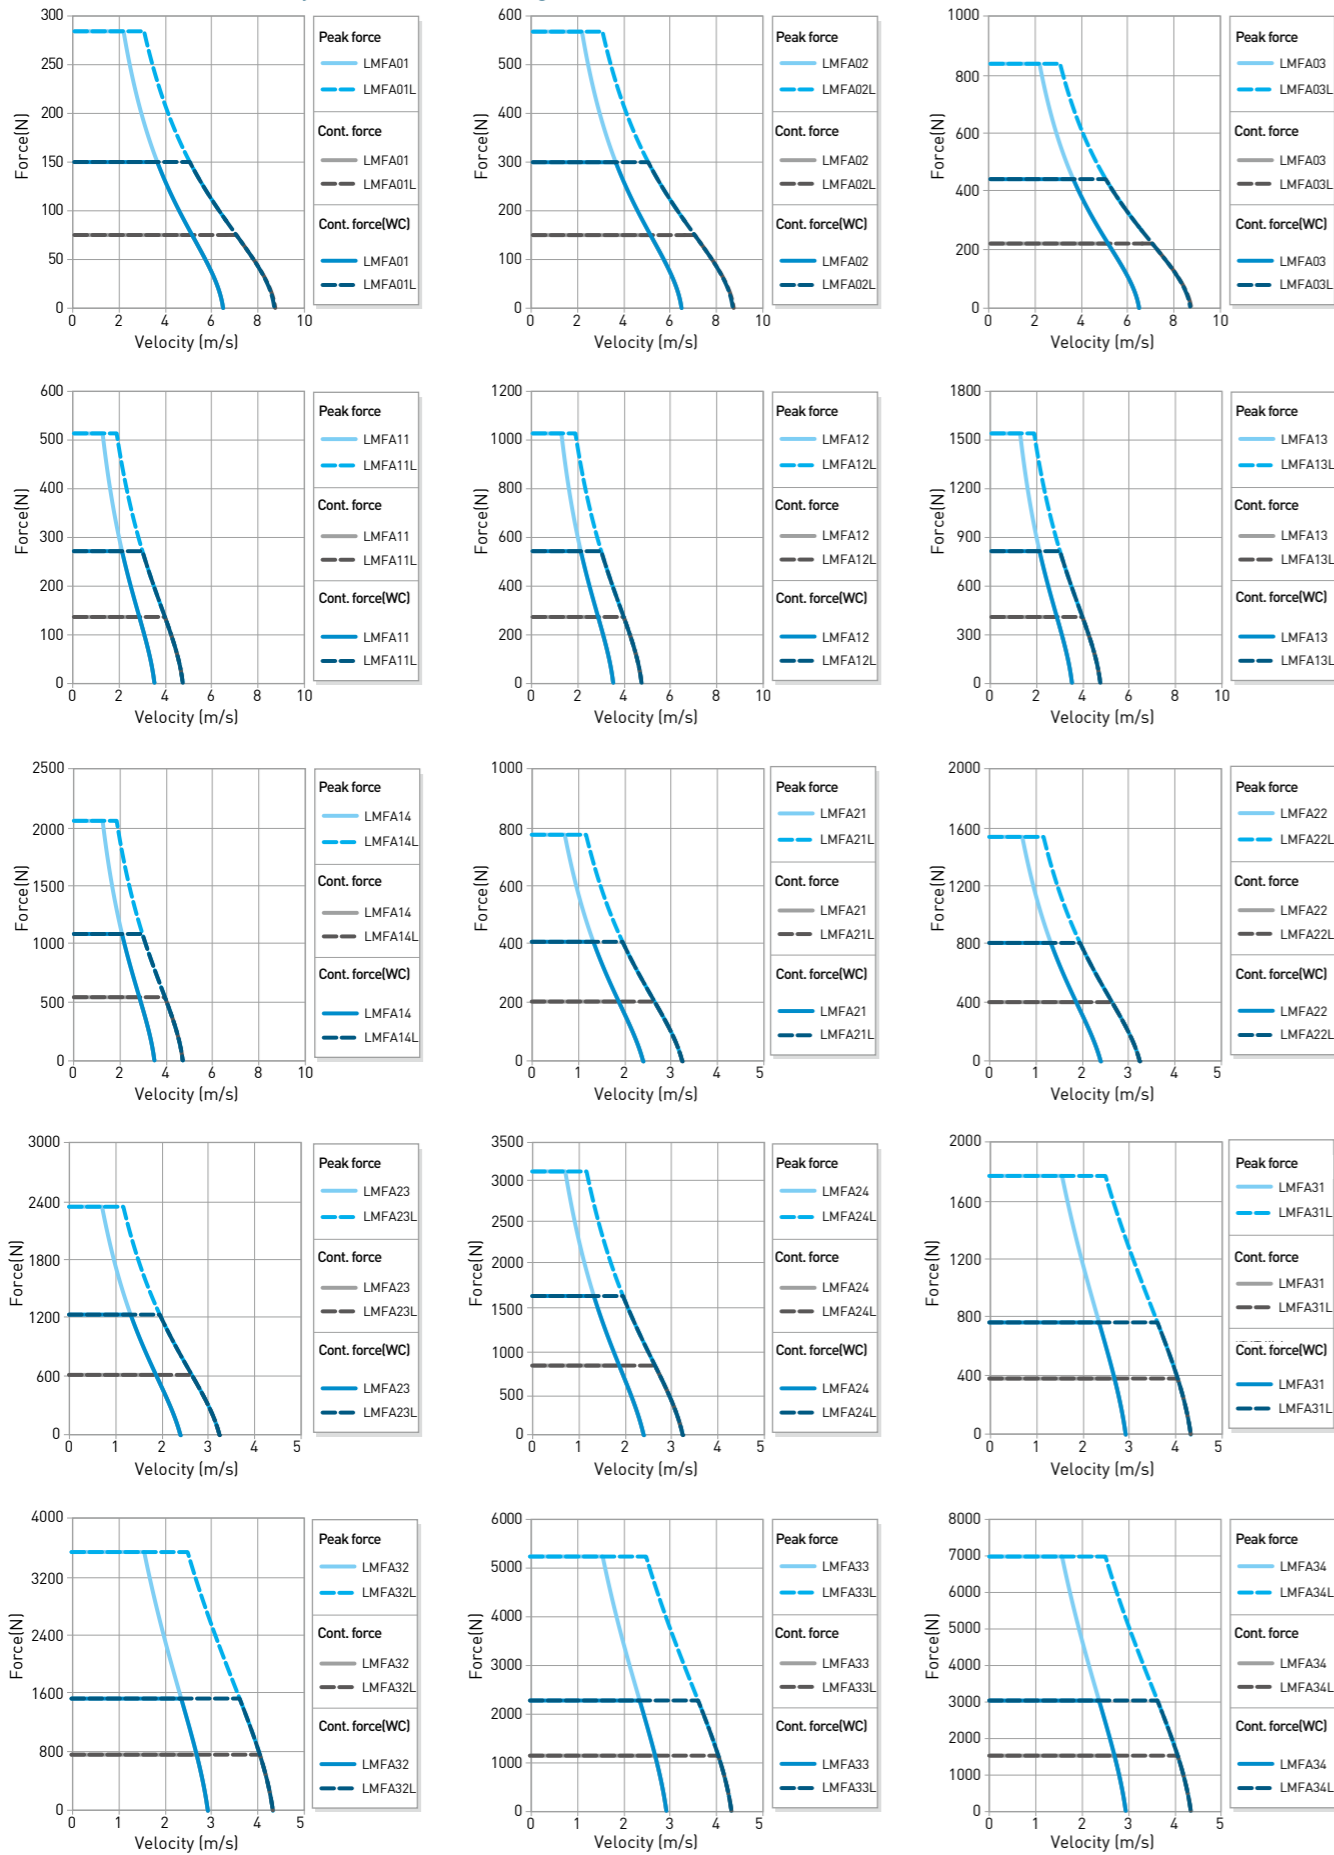 300
250
200
150
100
50
0
Force(N)
0 2 4 6 8 10
Velocity (m/s)
Peak force
LMFA01
LMFA01L
Cont. force
LMFA01
LMFA01L
Cont. force(WC)
LMFA01
LMFA01L
600
500
400
300
200
100
0
Force(N)
0 2 4 6 8 10
Velocity (m/s)
Peak force
LMFA02
LMFA02L
Cont. force
LMFA02
LMFA02L
Cont. force(WC)
LMFA02
LMFA02L
1000
800
600
400
200
0
Force(N)
0 2 4 6 8 10
Velocity (m/s)
Peak force
LMFA03
LMFA03L
Cont. force
LMFA03
LMFA03L
Cont. force(WC)
LMFA03
LMFA03L
600
500
400
300
200
100
0
Force(N)
0 2 4 6 8 10
Velocity (m/s)
Peak force
LMFA11
LMFA11L
Cont. force
LMFA11
LMFA11L
Cont. force(WC)
LMFA11
LMFA11L
1200
1000
800
600
400
200
0
Force(N)
0 2 4 6 8 10
Velocity (m/s)
Peak force
LMFA12
LMFA12L
Cont. force
LMFA12
LMFA12L
Cont. force(WC)
LMFA12
LMFA12L
1800
1500
1200
900
600
300
0
Force(N)
0 2 4 6 8 10
Velocity (m/s)
Peak force
LMFA13
LMFA13L
Cont. force
LMFA13
LMFA13L
Cont. force(WC)
LMFA13
LMFA13L
2500
2000
1500
1000
500
0
Force(N)
0 2 4 6 8 10
Velocity (m/s)
Peak force
LMFA14
LMFA14L
Cont. force
LMFA14
LMFA14L
Cont. force(WC)
LMFA14
LMFA14L
1000
800
600
400
200
0
Force(N)
0 1 2 3 4 5
Velocity (m/s)
Peak force
LMFA21
LMFA21L
Cont. force
LMFA21
LMFA21L
Cont. force(WC)
LMFA21
LMFA21L
2000
1600
1200
800
400
0
Force(N)
0 1 2 3 4 5
Velocity (m/s)
Peak force
LMFA22
LMFA22L
Cont. force
LMFA22
LMFA22L
Cont. force(WC)
LMFA22
LMFA22L
3000
2400
1800
1200
600
0
Force(N)
0 1 2 3 4 5
Velocity (m/s)
Peak force
LMFA23
LMFA23L
Cont. force
LMFA23
LMFA23L
Cont. force(WC)
LMFA23
LMFA23L
3500
3000
2500
2000
1500
1000
500
0
Force(N)
0 1 2 3 4 5
Velocity (m/s)
Peak force
LMFA24
LMFA24L
Cont. force
LMFA24
LMFA24L
Cont. force(WC)
LMFA24
LMFA24L
2000
1600
1200
800
400
0
Force(N)
0 1 2 3 4 5
Velocity (m/s)
Peak force
LMFA31
LMFA31L
Cont. force
LMFA31
LMFA31L
Cont. force(WC)
LMFA31
LMFA31L
4000
3200
2400
1600
800
0
Force(N)
0 1 2 3 4 5
Velocity (m/s)
Peak force
LMFA32
LMFA32L
Cont. force
LMFA32
LMFA32L
Cont. force(WC)
LMFA32
LMFA32L
6000
5000
4000
3000
2000
1000
0
Force(N)
0 1 2 3 4 5
Velocity (m/s)
Peak force
LMFA33
LMFA33L
Cont. force
LMFA33
LMFA33L
Cont. force(WC)
LMFA33
LMFA33L
8000
7000
6000
5000
4000
3000
2000
1000
0
Force(N)
0 1 2 3 4 5
Velocity (m/s)
Peak force
LMFA34
LMFA34L
Cont. force
LMFA34
LMFA34L
Cont. force(WC)
LMFA34
LMFA34L